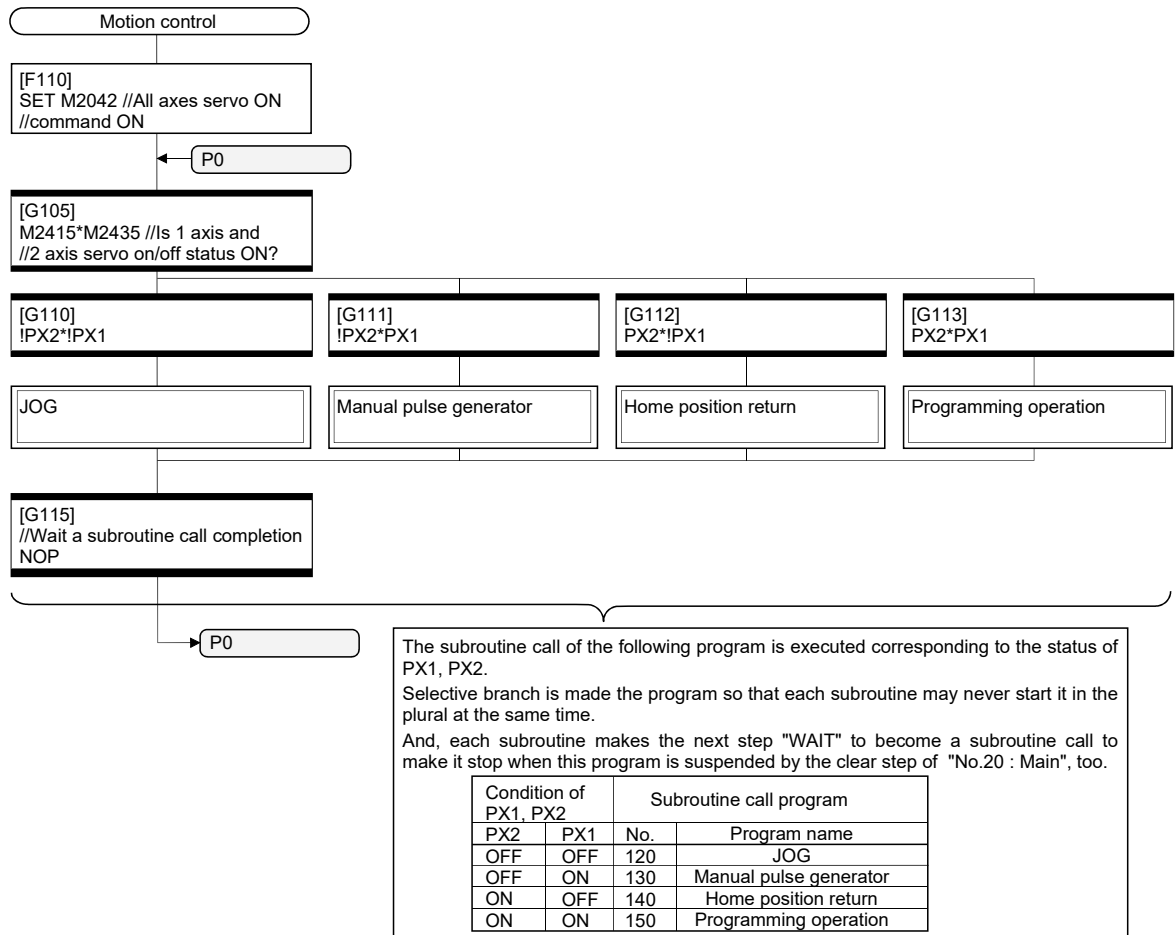 Motion control
[F110]
SET M2042 //All axes servo ON
//command ON
P0
[G105]
M2415*M2435 //Is 1 axis and
//2 axis servo on/off status ON?
[G110]
!PX2*!PX1
[G111]
!PX2*PX1
[G112]
PX2*!PX1
[G113]
PX2*PX1
JOG
Manual pulse generator
Home position return
Programming operation
[G115]
//Wait a subroutine call completion
NOP
P0
The subroutine call of the following program is executed corresponding to the status of
PX1, PX2.
Selective branch is made the program so that each subroutine may never start it in the
plural at the same time.
And, each subroutine makes the next step "WAIT" to become a subroutine call to
make it stop when this program is suspended by the clear step of "No.20 : Main", too.
Condition of
PX1, PX2
Subroutine call program
PX2 PX1 No. Program name
OFF OFF 120 JOG
OFF ON 130 Manual pulse generator
ON OFF 140 Home position return
ON ON 150 Programming operation